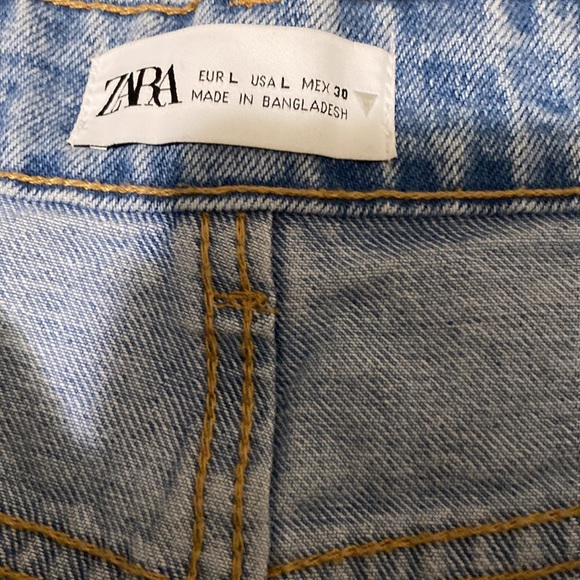 ZARA
EUR L USA L MEX 30
MADE IN BANGLADESH